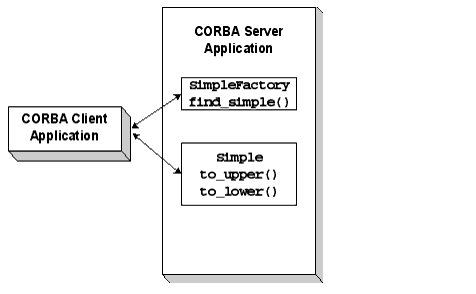 CORBA Server
Application
SimpleFactory
find_simple()
CORBA Client
Application
Simple
to_upper()
to_lower()